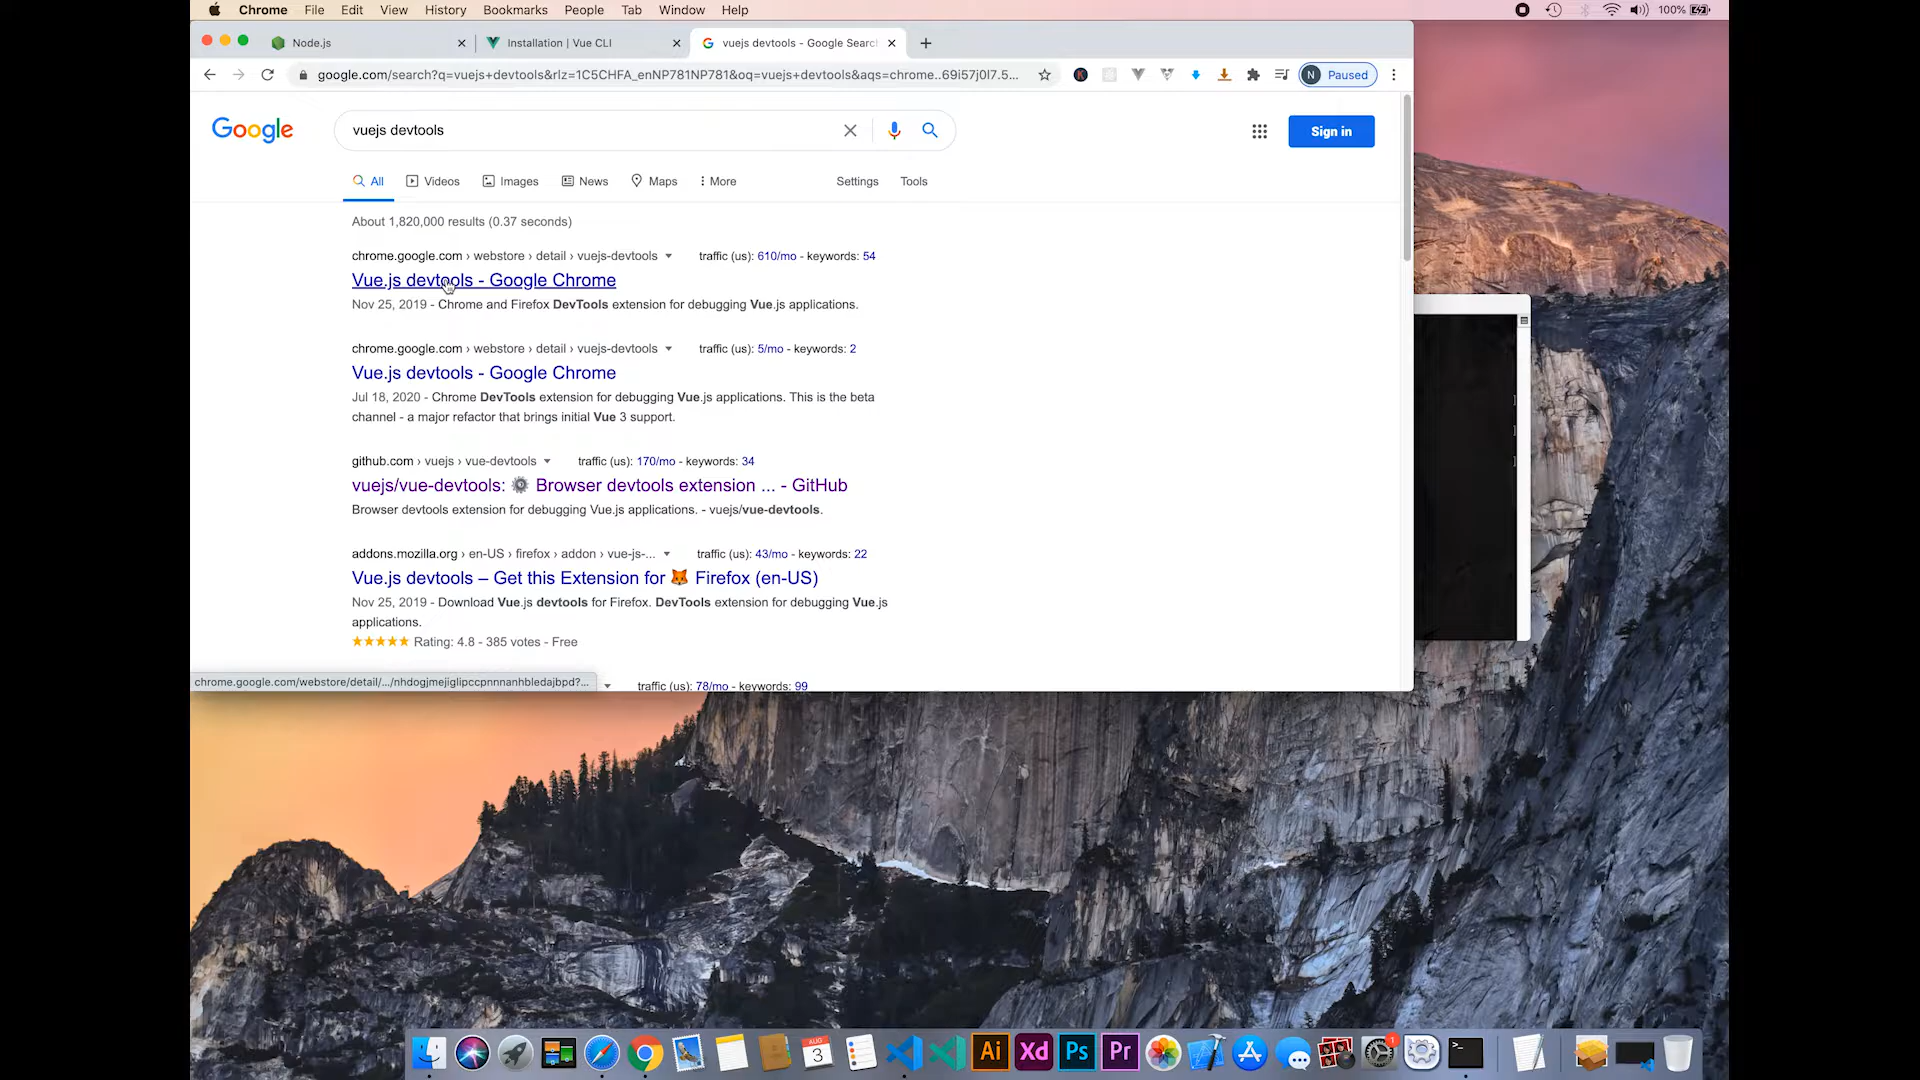 Chrome File Edit View History Bookmarks People Tab Window Help 100%
Node.js Installation | Vue CLI vuejs devtools - Google Searc
google.com/search?q=vuejs+devtools&rlz=1C5CHFA_enNP781NP781&oq=vuejs+devtools&aqs=chrome..69i57j0l7.5... K N Paused
Google vuejs devtools Sign in
All Videos Images News Maps More Settings Tools
About 1,820,000 results (0.37 seconds)
chrome.google.com › webstore › detail › vuejs-devtools traffic (us): 610/mo - keywords: 54
Vue.js devtools - Google Chrome
Nov 25, 2019 - Chrome and Firefox DevTools extension for debugging Vue.js applications.
chrome.google.com › webstore › detail › vuejs-devtools traffic (us): 5/mo - keywords: 2
Vue.js devtools - Google Chrome
Jul 18, 2020 - Chrome DevTools extension for debugging Vue.js applications. This is the beta
channel - a major refactor that brings initial Vue 3 support.
github.com › vuejs › vue-devtools traffic (us): 170/mo - keywords: 34
vuejs/vue-devtools: Browser devtools extension ... - GitHub
Browser devtools extension for debugging Vue.js applications. - vuejs/vue-devtools.
addons.mozilla.org › en-US › firefox › addon › vue-js-... traffic (us): 43/mo - keywords: 22
Vue.js devtools – Get this Extension for Firefox (en-US)
Nov 25, 2019 - Download Vue.js devtools for Firefox. DevTools extension for debugging Vue.js
applications.
Rating: 4.8 - 385 votes - Free
chrome.google.com/webstore/detail/.../nhdogjmejiglipccpnnnanhbledajbpd?... traffic (us): 78/mo - keywords: 99
AUG
3 Ai Xd Ps Pr 1 >_